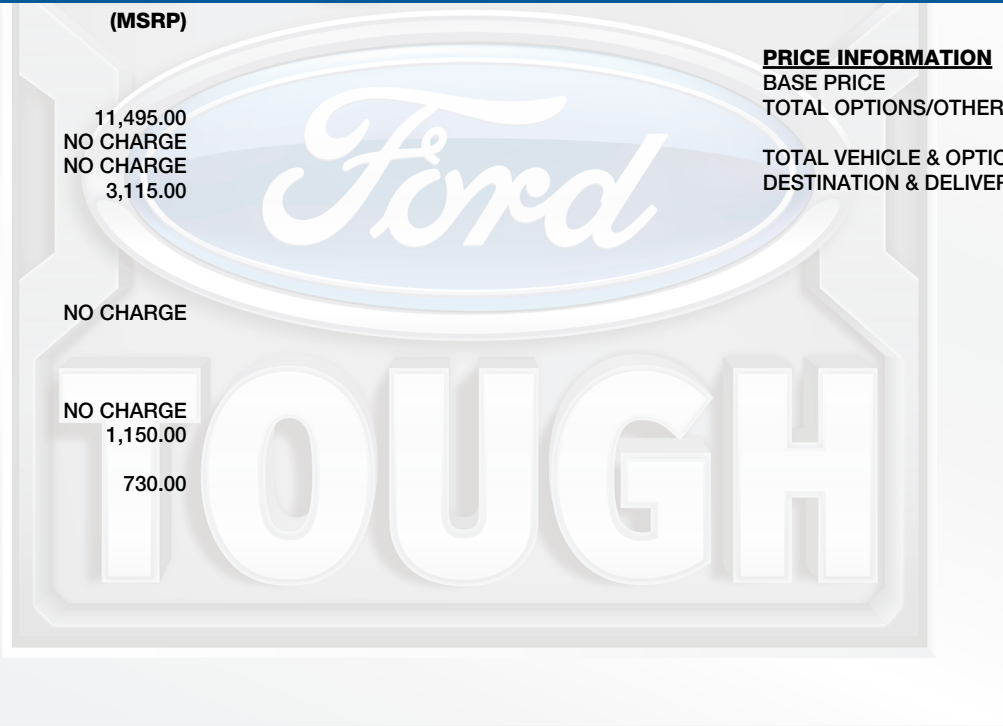 (MSRP)
11,495.00
NO CHARGE
NO CHARGE
3,115.00
NO CHARGE
NO CHARGE
1,150.00
730.00
PRICE INFORMATION
BASE PRICE
TOTAL OPTIONS/OTHER
TOTAL VEHICLE & OPTIO
DESTINATION & DELIVER
Ford
TOUGH